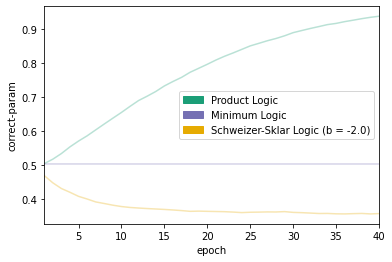 0.9
0.8
0.7
0.6
0.5
0.4
correct-param
Product Logic
Minimum Logic
Schweizer-Sklar Logic (b = -2.0)
5 10 15 20 25 30 35 40
epoch